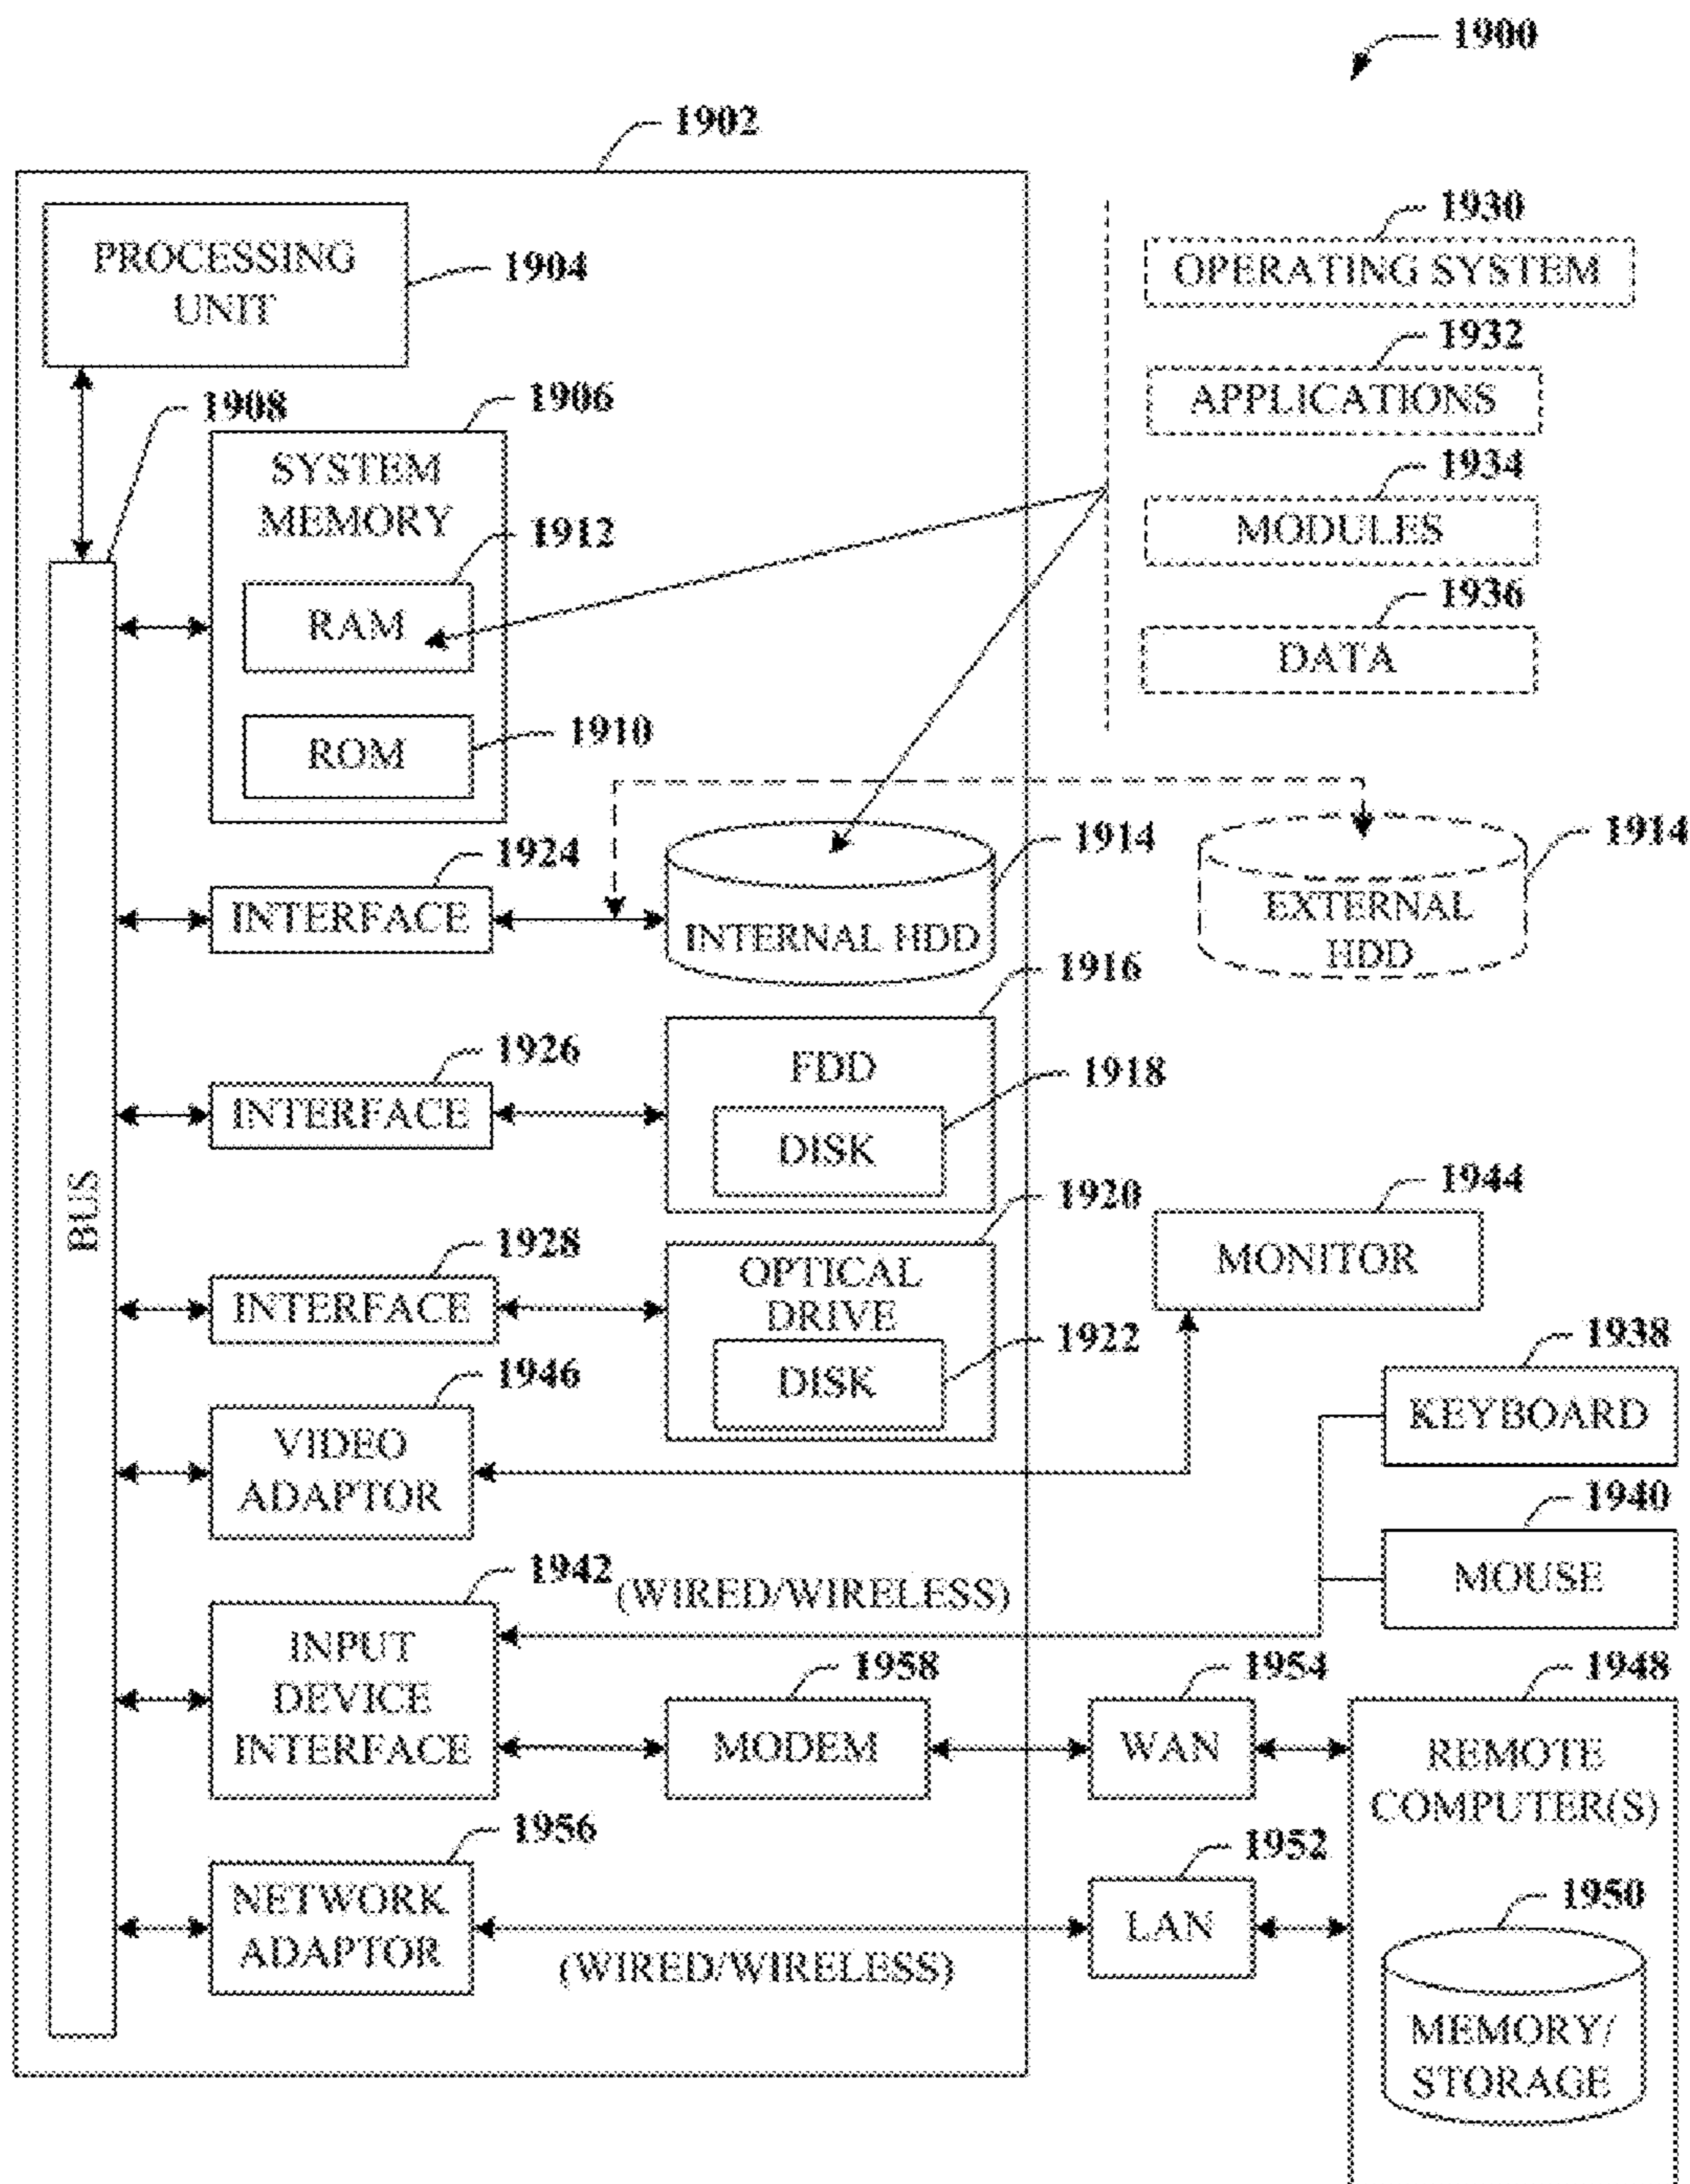 1900
1902
PROCESSING
UNIT
1904
1930
OPERATING SYSTEM
1932
APPLICATIONS
1934
MODULES
1936
DATA
1908
1906
SYSTEM
MEMORY
1912
RAM
1910
ROM
BUS
1924
INTERFACE
1914
INTERNAL HDD
1914
EXTERNAL
HDD
1926
INTERFACE
1916
FDD
1918
DISK
1928
INTERFACE
1920
OPTICAL
DRIVE
1922
DISK
1944
MONITOR
1946
VIDEO
ADAPTOR
1938
KEYBOARD
1940
MOUSE
1942
(WIRED/WIRELESS)
INPUT
DEVICE
INTERFACE
1958
MODEM
1954
WAN
1948
REMOTE
COMPUTER(S)
1956
NETWORK
ADAPTOR
(WIRED/WIRELESS)
1952
LAN
1950
MEMORY/
STORAGE